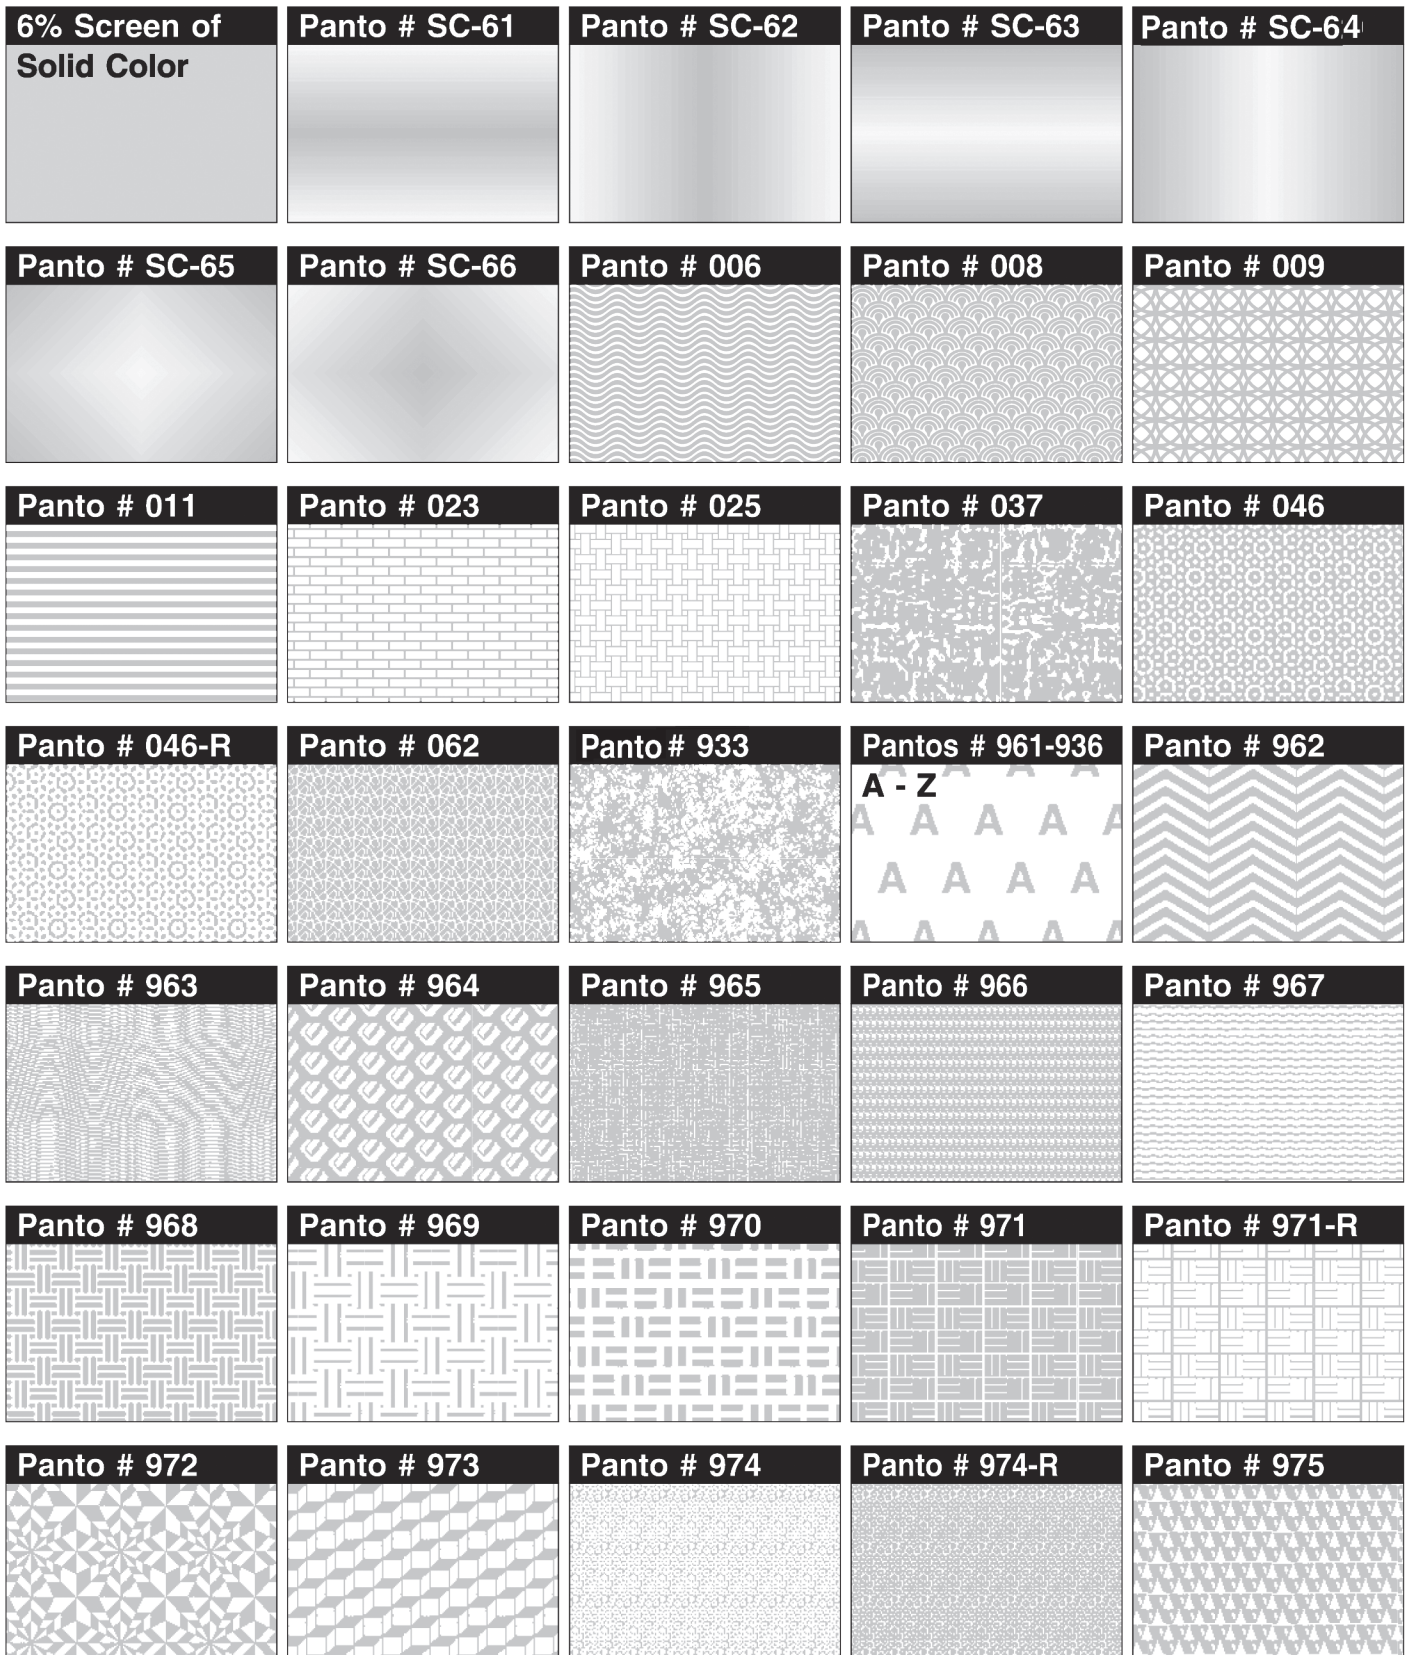 6% Screen of
Solid Color
Panto # SC-61
Panto # SC-62
Panto # SC-63
Panto # SC-64
Panto # SC-65
Panto # SC-66
Panto # 006
Panto # 008
Panto # 009
Panto # 011
Panto # 023
Panto # 025
Panto # 037
Panto # 046
Panto # 046-R
Panto # 062
Panto # 933
Pantos # 961-936
A - Z
A A A A
A A A A A
A A A A
A A A A A
Panto # 962
Panto # 963
Panto # 964
Panto # 965
Panto # 966
Panto # 967
Panto # 968
Panto # 969
Panto # 970
Panto # 971
Panto # 971-R
Panto # 972
Panto # 973
Panto # 974
Panto # 974-R
Panto # 975